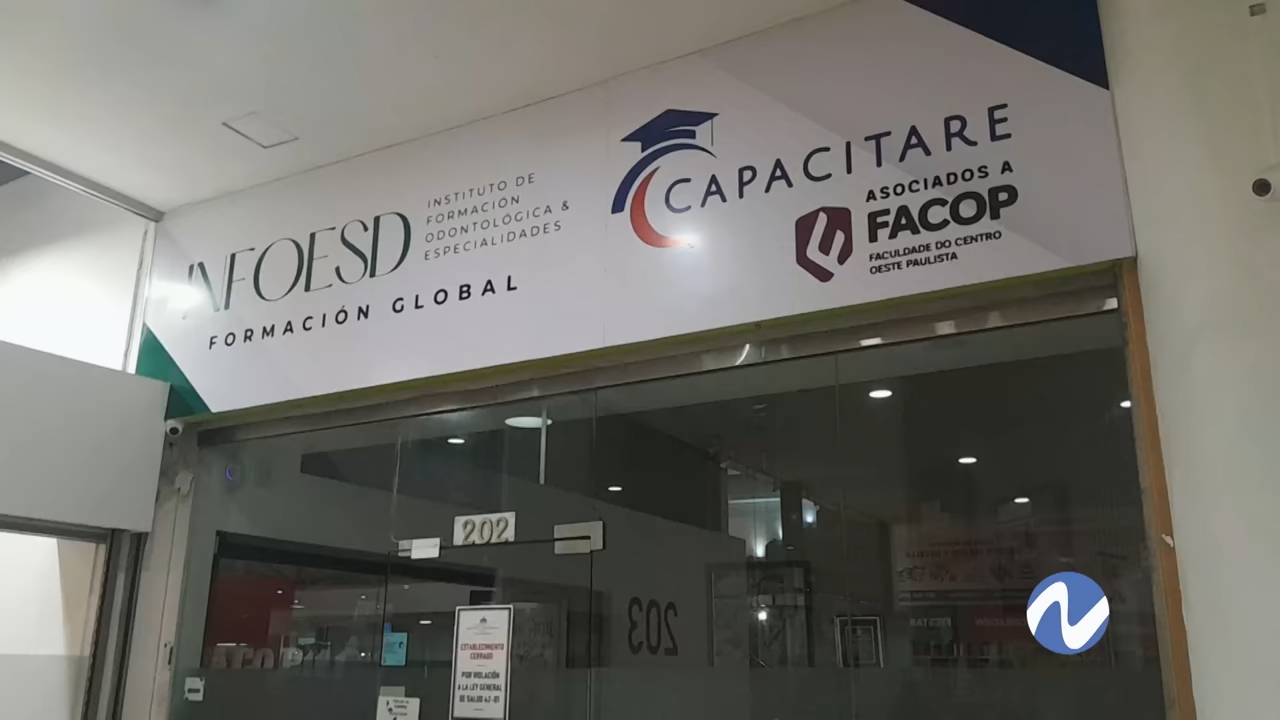 INFOESD
INSTITUTO DE
FORMACIÓN
ODONTOLÓGICA &
ESPECIALIDADES
FORMACIÓN GLOBAL
CAPACITARE
ASOCIADOS A
FACOP
FACULDADE DO CENTRO
OESTE PAULISTA
202
203
ESTABLECIMIENTO
CERRADO
POR VIOLACIÓN
A LA LEY GENERAL
DE SALUD 42-01